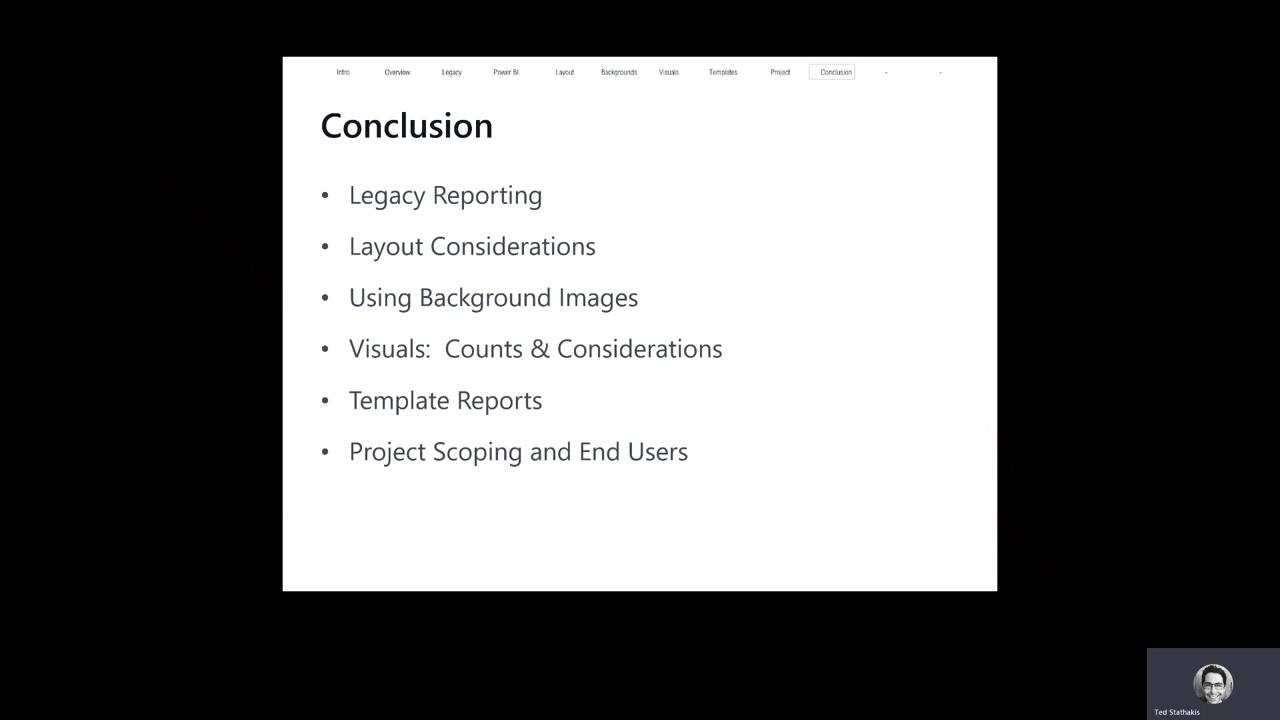 Intro Overview Legacy Power BI Layout Backgrounds Visuals Templates Project Conclusion - -
Conclusion
• Legacy Reporting
• Layout Considerations
• Using Background Images
• Visuals:  Counts & Considerations
• Template Reports
• Project Scoping and End Users
Ted Stathakis